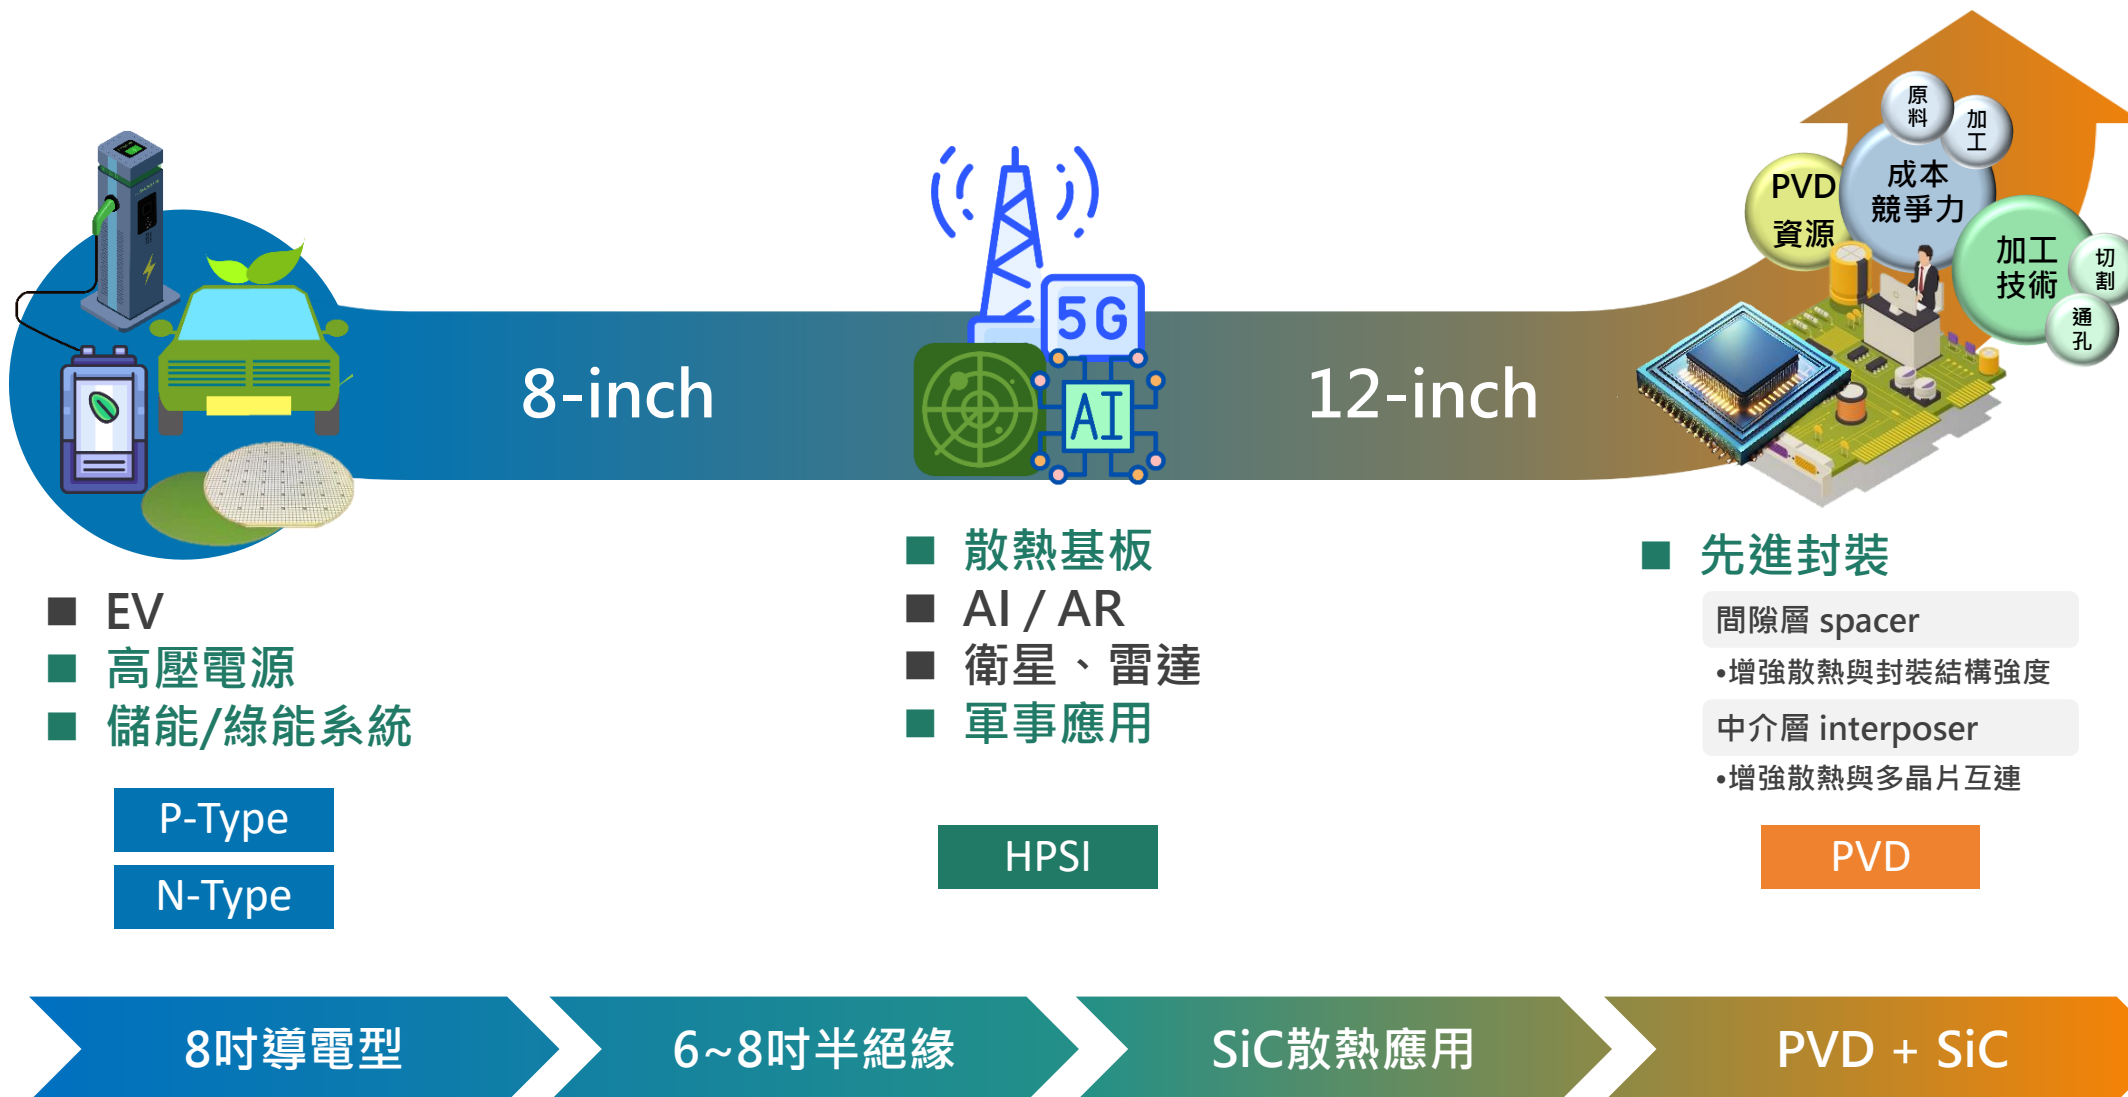 8-inch
5G
AI
12-inch
原料
加工
成本
競爭力
PVD
資源
加工
技術
切割
通孔
■ EV
■ 高壓電源
■ 儲能/綠能系統
P-Type
N-Type
■ 散熱基板
■ AI / AR
■ 衛星、雷達
■ 軍事應用
HPSI
■ 先進封裝
間隙層 spacer
•增強散熱與封裝結構強度
中介層 interposer
•增強散熱與多晶片互連
PVD
8吋導電型
6~8吋半絕緣
SiC散熱應用
PVD + SiC